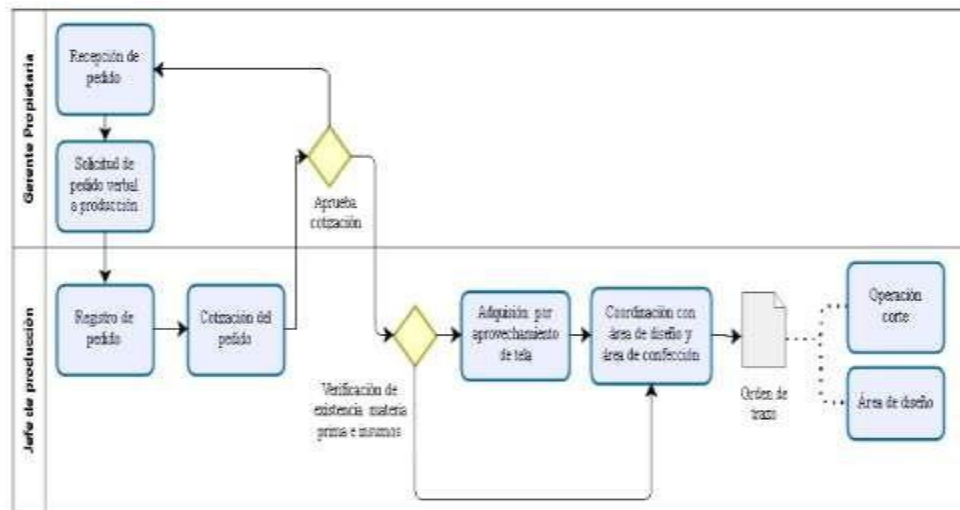 Gerente Propietaria
Recepción de
pedido
Solicitud de
pedido verbal
a producción
Aprueba
cotización
Jefe de producción
Registro de
pedido
Cotización del
pedido
Verificación de
existencia materia
prima e insumos
Adquisición por
aprovechamiento
de tela
Coordinación con
área de diseño y
área de confección
Orden de
trazo
Operación
corte
Área de diseño